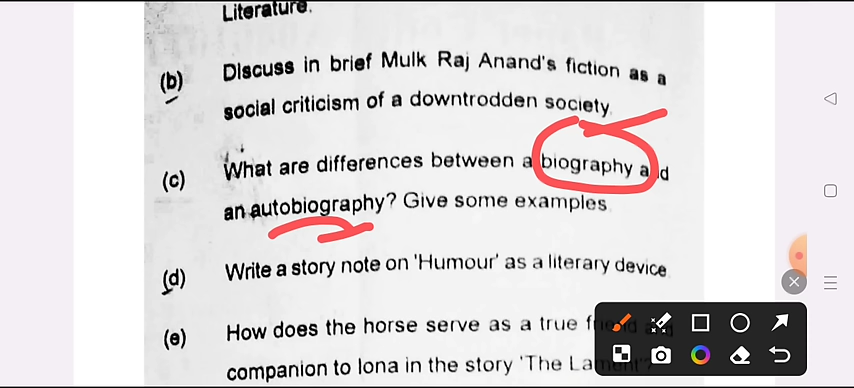 Literature.
(b) Discuss in brief Mulk Raj Anand's fiction as a
social criticism of a downtrodden society.
(c) What are differences between a biography and
an autobiography? Give some examples.
(d) Write a story note on 'Humour' as a literary device
(e) How does the horse serve as a true
companion to Iona in the story 'The